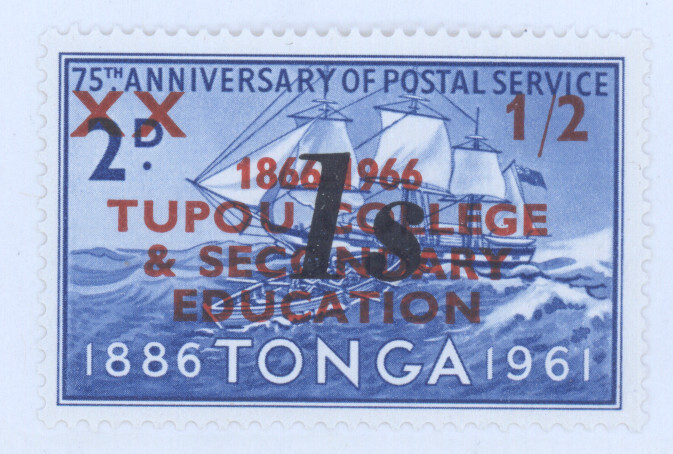 75TH ANNIVERSARY OF POSTAL SERVICE
XX 1/2
2D.
1866 1966
1s
TUPOU COLLEGE
& SECONDARY
EDUCATION
1886 TONGA 1961